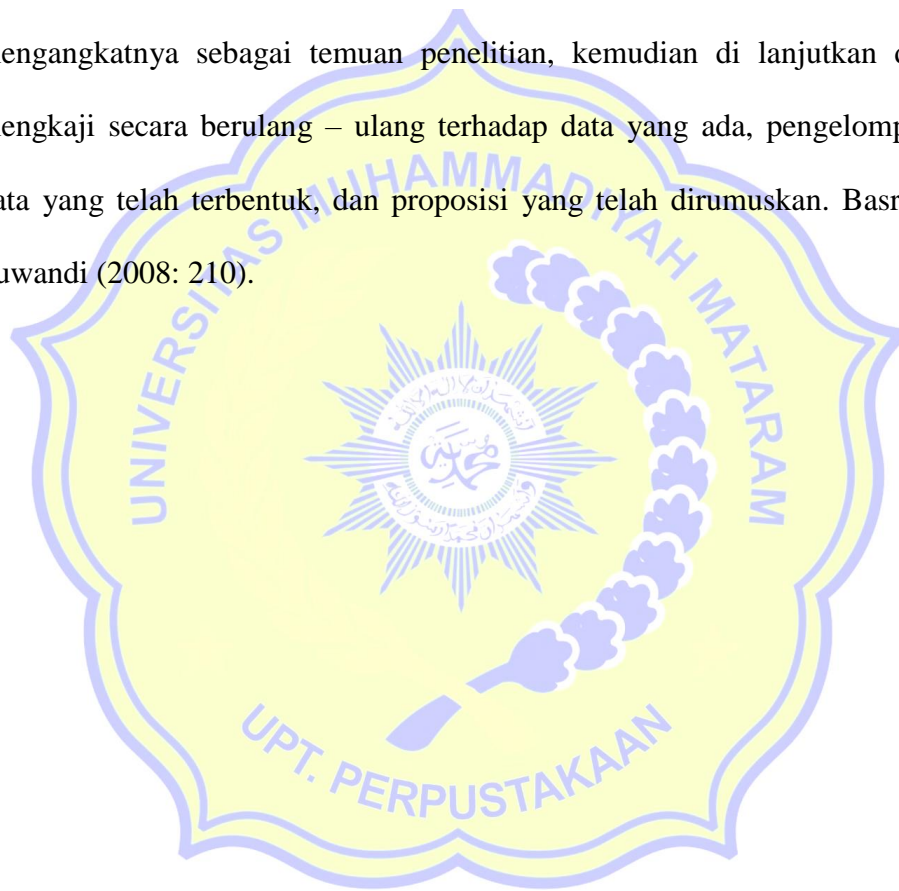 engangkatnya sebagai temuan penelitian, kemudian di lanjutkan
engkaji secara berulang – ulang terhadap data yang ada, pengelomp
ata yang telah terbentuk, dan proposisi yang telah dirumuskan. Basr
uwandi (2008: 210).
UNIVERSITAS MUHAMMADIYAH MATARAM
UPT. PERPUSTAKAAN